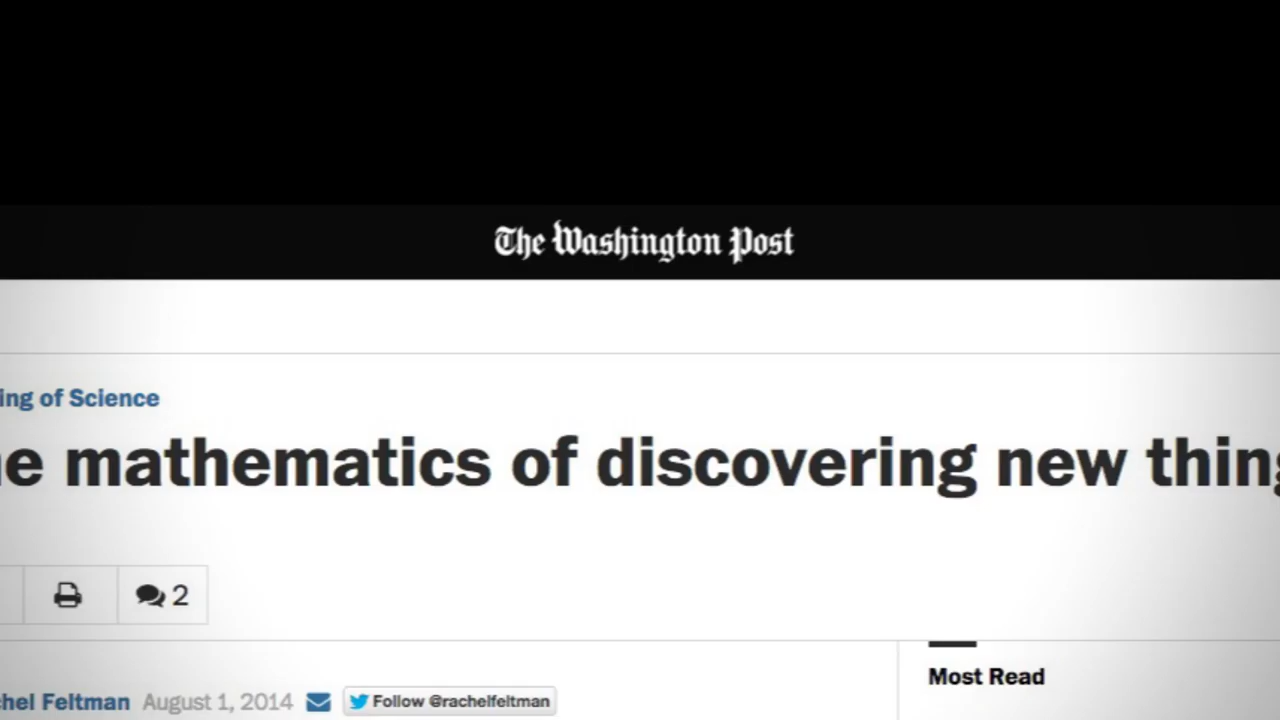 The Washington Post
ing of Science
e mathematics of discovering new thing
2
hel Feltman August 1, 2014 Follow @rachelfeltman
Most Read